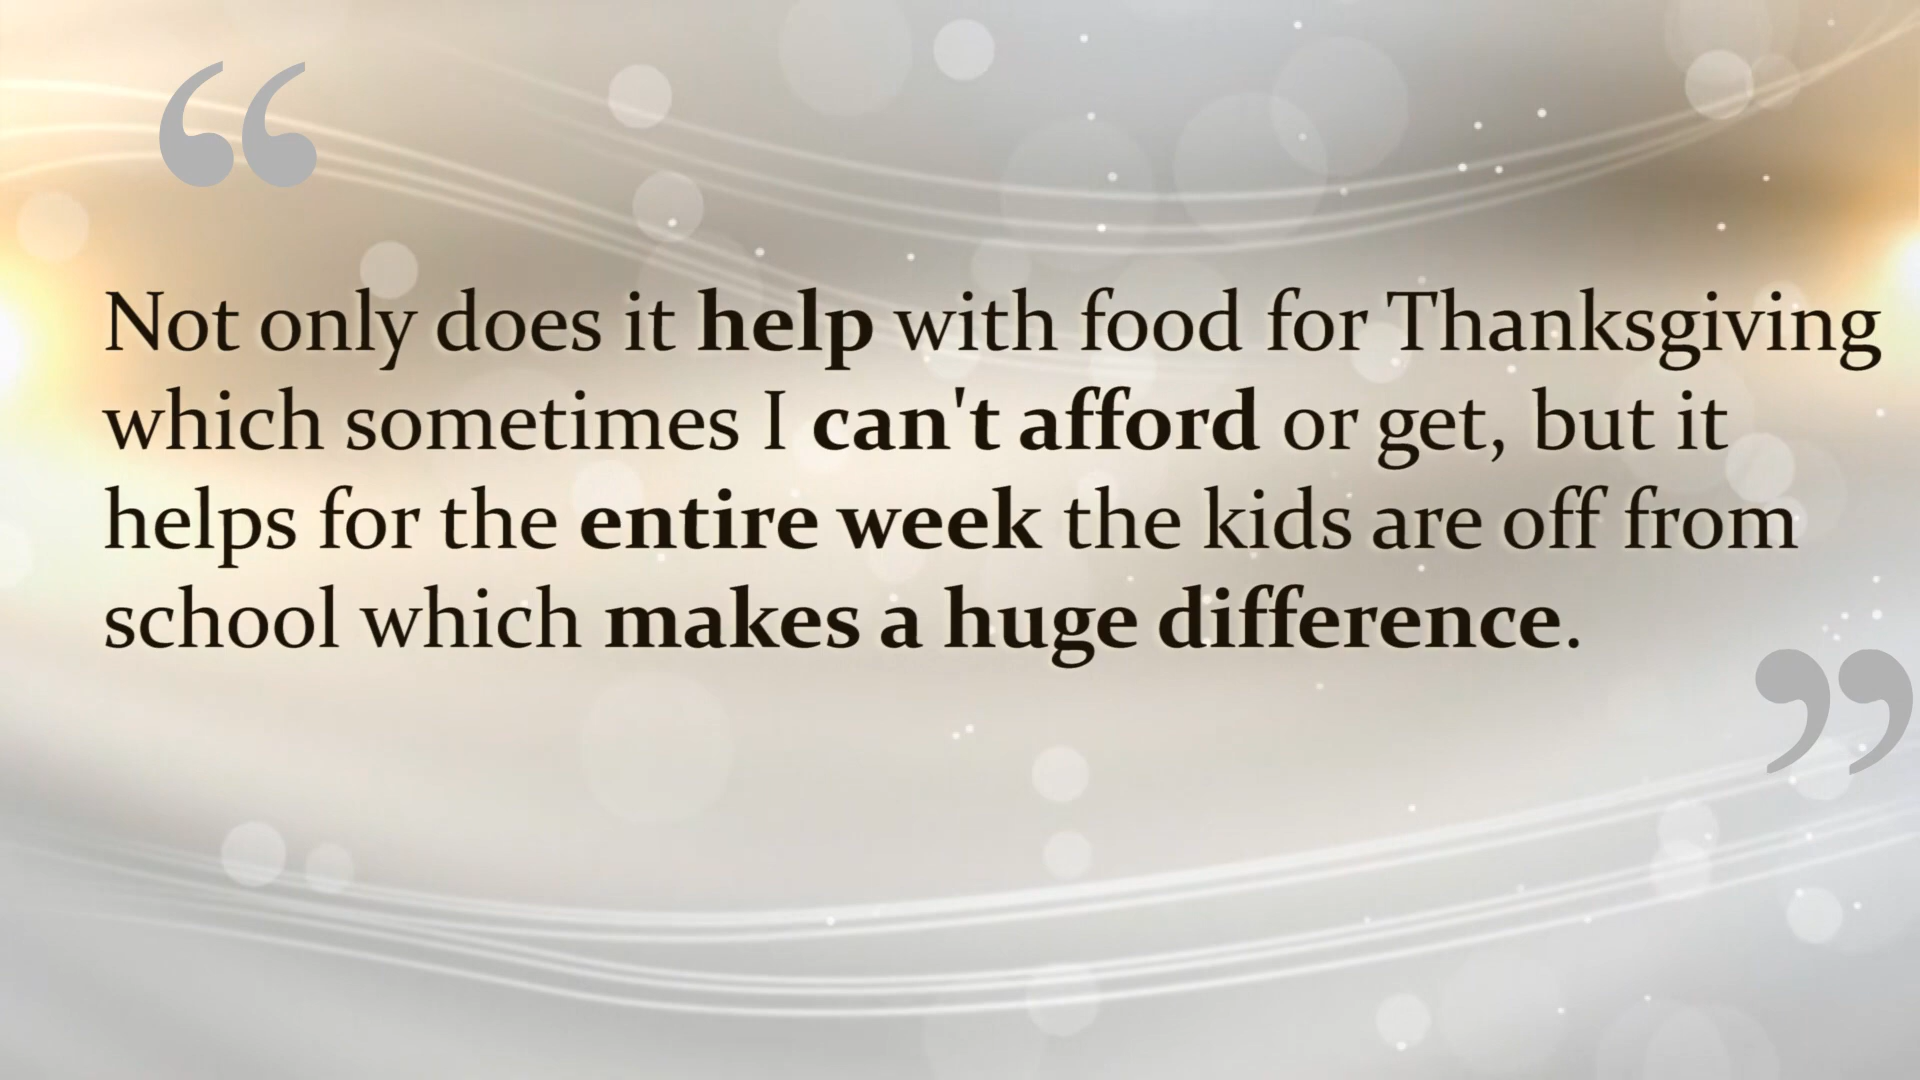 “
Not only does it help with food for Thanksgiving
which sometimes I can't afford or get, but it
helps for the entire week the kids are off from
school which makes a huge difference.
”